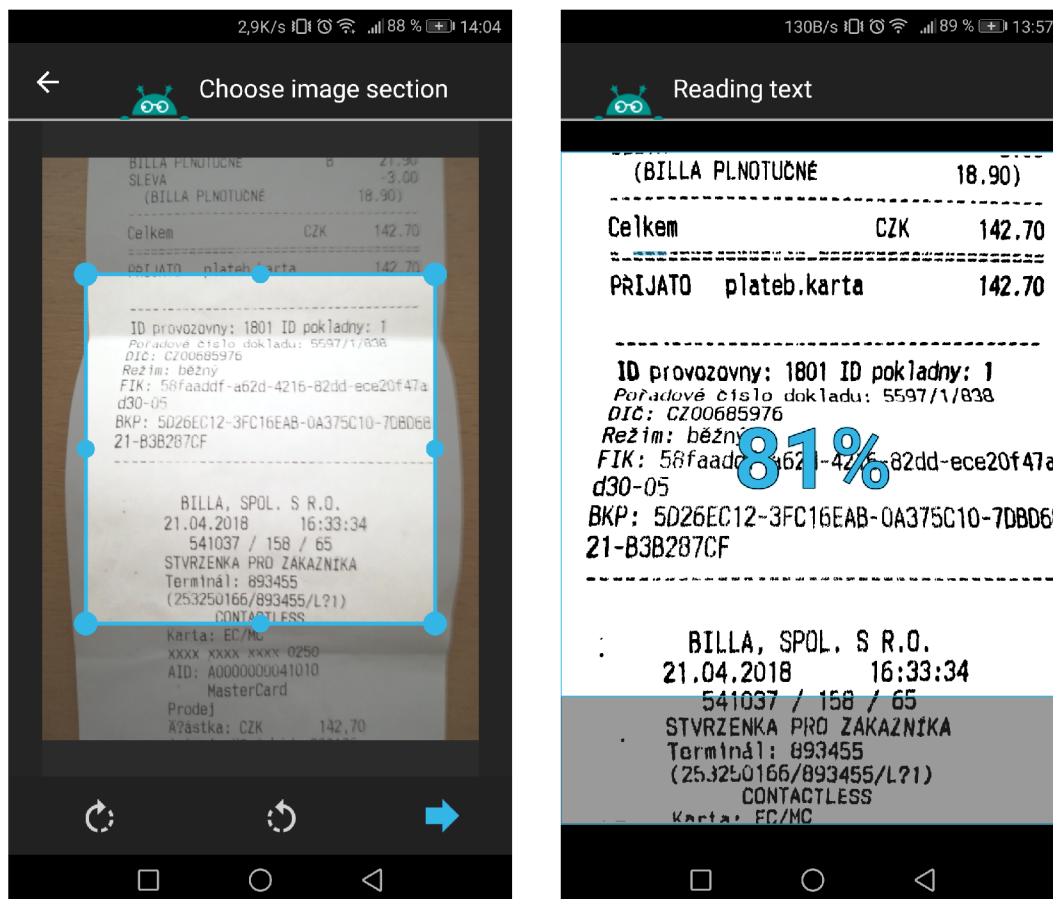 2,9K/s 88 % 14:04
Choose image section
BILLA PLNOTUČNÉ B 21.90
SLEVA -3.00
(BILLA PLNOTUČNÉ 18.90)
Celkem CZK 142.70
PŘIJATO plateb.karta 142.70
ID provozovny: 1801 ID pokladny: 1
Pořadové číslo dokladu: 5597/1/838
DIČ: CZ00685976
Režim: běžný
FIK: 58faaddf-a62d-4216-82dd-ece20f47a
d30-05
BKP: 5D26EC12-3FC16EAB-0A375C10-7DBD68
21-B3B287CF
BILLA, SPOL. S R.O.
21.04.2018 16:33:34
541037 / 158 / 65
STVRZENKA PRO ZÁKAZNÍKA
Terminál: 893455
(253250166/893455/L?1)
CONTACTLESS
Karta: EC/MC
XXXX XXXX XXXX 0250
AID: A0000000041010
MasterCard
Prodej
Ä?ástka: CZK 142,70
130B/s 89 % 13:57
Reading text
(BILLA PLNOTUČNÉ 18.90)
Celkem CZK 142.70
PŘIJATO plateb.karta 142.70
ID provozovny: 1801 ID pokladny: 1
Pořadové číslo dokladu: 5597/1/838
DIČ: CZ00685976
Režim: běžný
81%
FIK: 82dd-ece20f47a
d30-05
BKP: 5D26EC12-3FC16EAB-0A375C10-7DBD68
21-B3B287CF
BILLA, SPOL. S R.O.
21.04.2018 16:33:34
541037 / 158 / 65
STVRZENKA PRO ZÁKAZNÍKA
Terminál: 893455
(253250166/893455/L?1)
CONTACTLESS
Karta: EC/MC